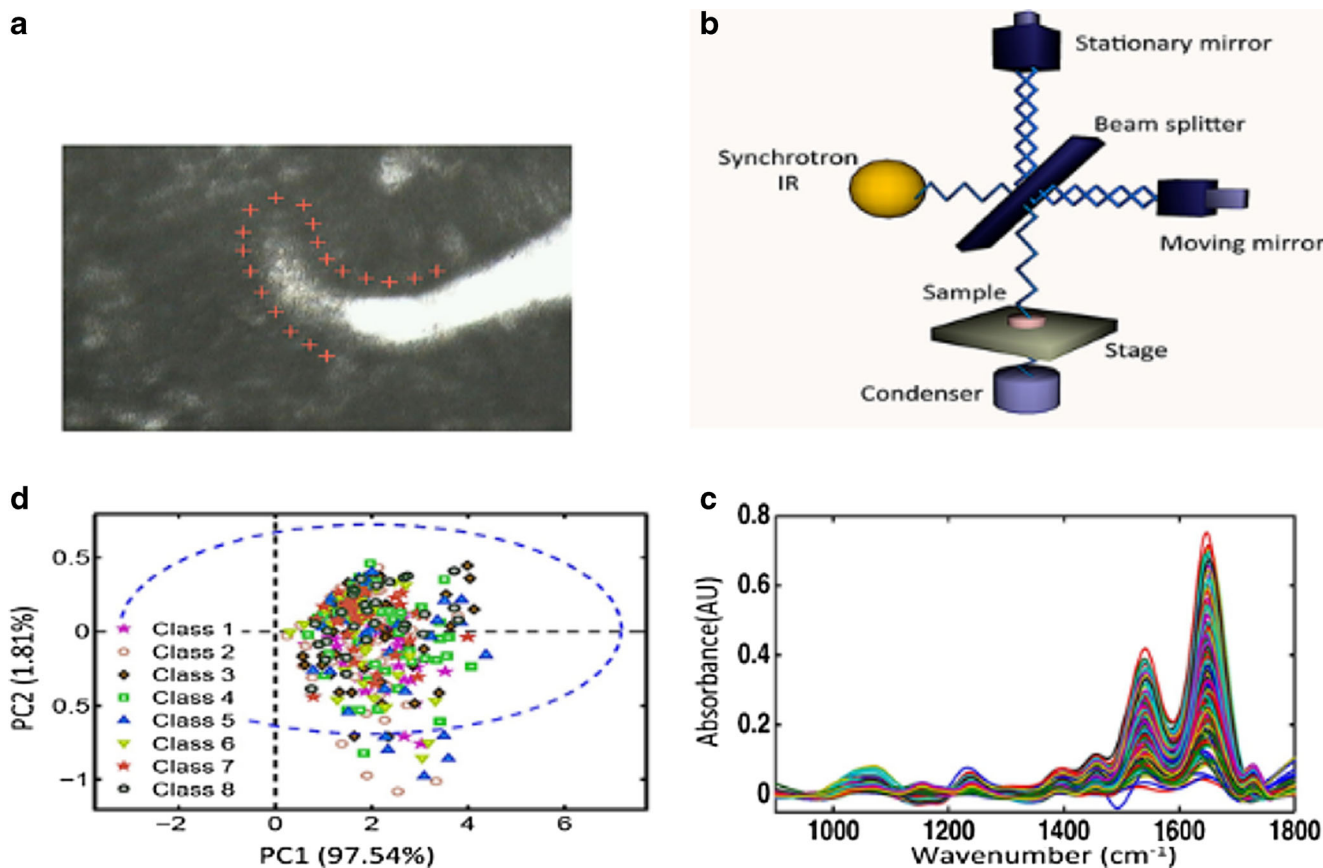 a
b
Stationary mirror
Beam splitter
Synchrotron
IR
Moving mirror
Sample
Stage
Condenser
d
PC2 (1.81%)
0.5
0
0.5
−1
Class 1
Class 2
Class 3
Class 4
Class 5
Class 6
Class 7
Class 8
−2 0 2 4 6
PC1 (97.54%)
c
Absorbance(AU)
0.8
0.6
0.4
0.2
0
1000 1200 1400 1600 1800
Wavenumber (cm⁻¹)